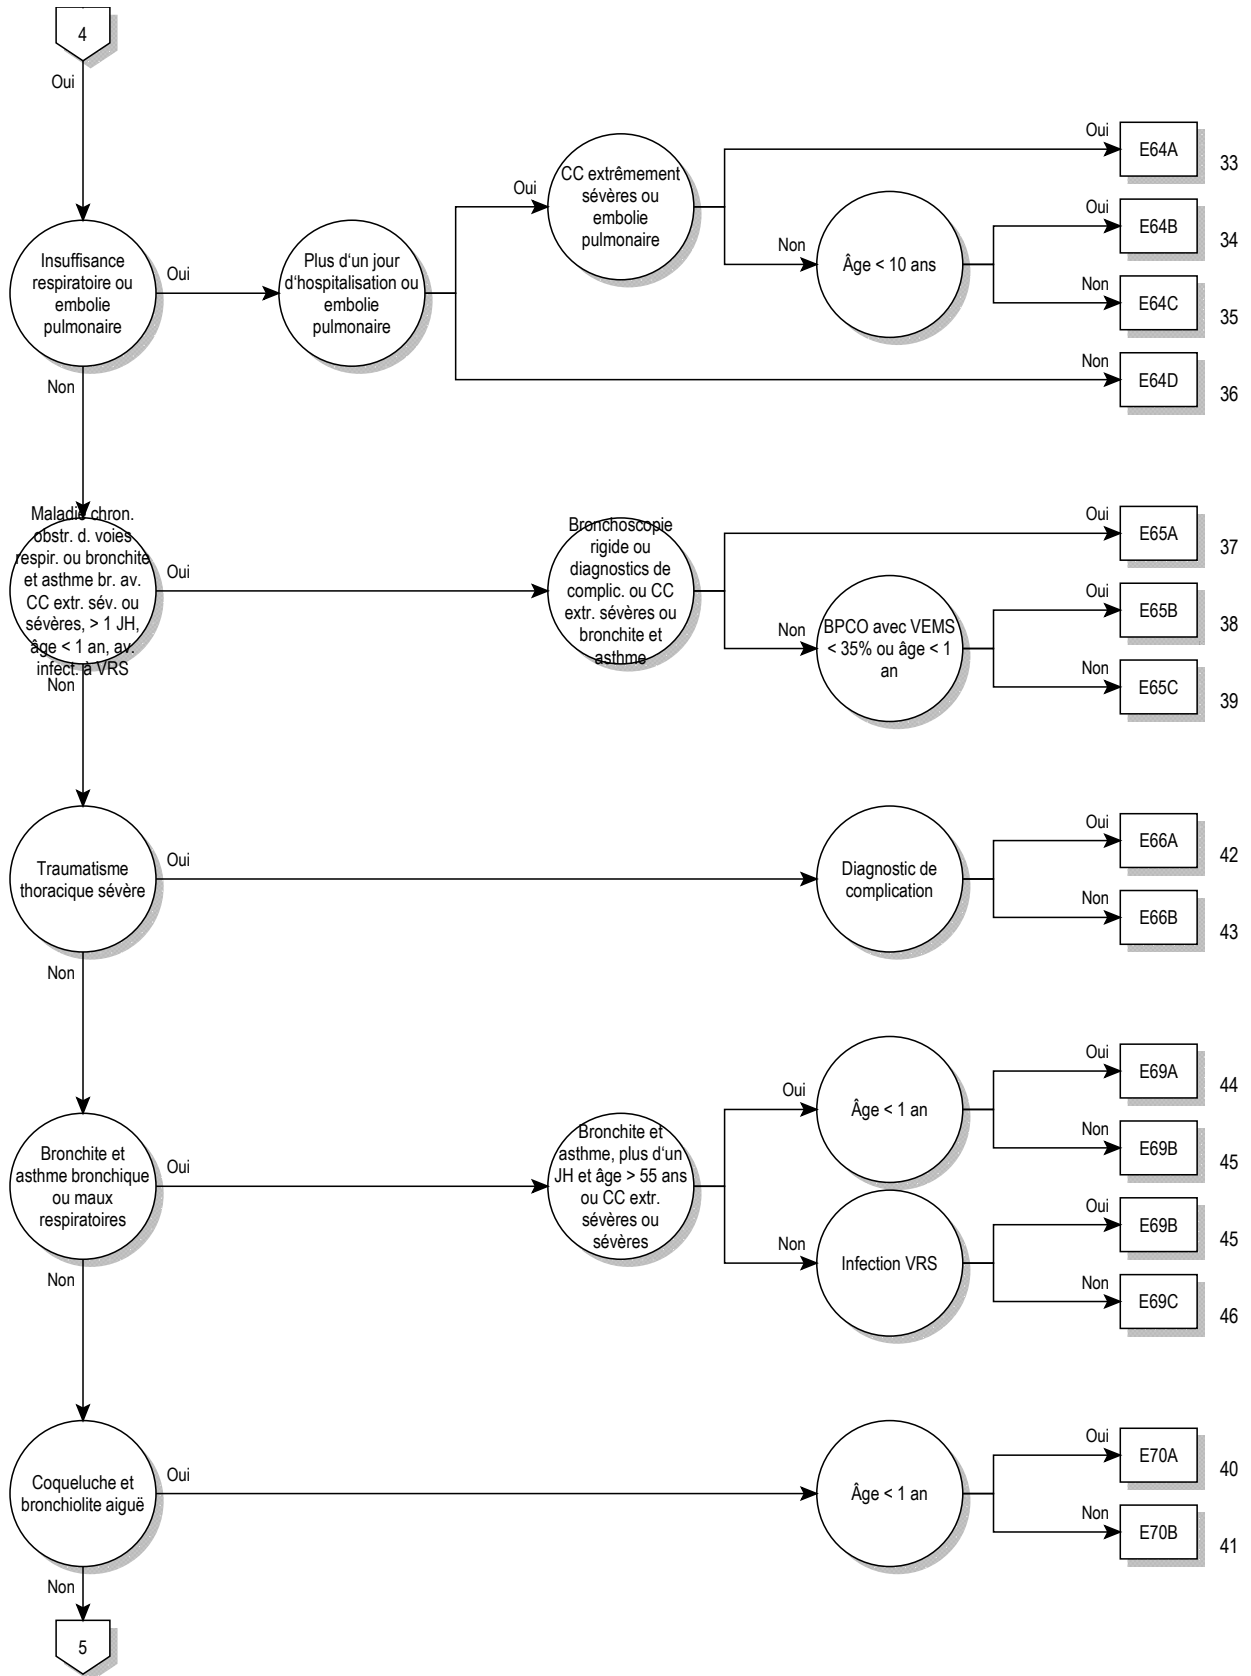 4
Oui
Insuffisance
respiratoire ou
embolie
pulmonaire
Oui
Plus d‘un jour
d‘hospitalisation ou
embolie
pulmonaire
Oui
CC extrêmement
sévères ou
embolie
pulmonaire
Oui
E64A
33
Non
Âge < 10 ans
Oui
E64B
34
Non
E64C
35
Non
E64D
36
Non
Maladie chron.
obstr. d. voies
respir. ou bronchite
et asthme br. av.
CC extr. sév. ou
sévères, > 1 JH,
âge < 1 an, av.
infect. à VRS
Oui
Bronchoscopie
rigide ou
diagnostics de
complic. ou CC
extr. sévères ou
bronchite et
asthme
Oui
E65A
37
Non
BPCO avec VEMS
< 35% ou âge < 1
an
Oui
E65B
38
Non
E65C
39
Non
Traumatisme
thoracique sévère
Oui
Diagnostic de
complication
Oui
E66A
42
Non
E66B
43
Non
Bronchite et
asthme bronchique
ou maux
respiratoires
Oui
Bronchite et
asthme, plus d‘un
JH et âge > 55 ans
ou CC extr.
sévères ou
sévères
Oui
Âge < 1 an
Oui
E69A
44
Non
E69B
45
Non
Infection VRS
Oui
E69B
45
Non
E69C
46
Non
Coqueluche et
bronchiolite aiguë
Oui
Âge < 1 an
Oui
E70A
40
Non
E70B
41
Non
5